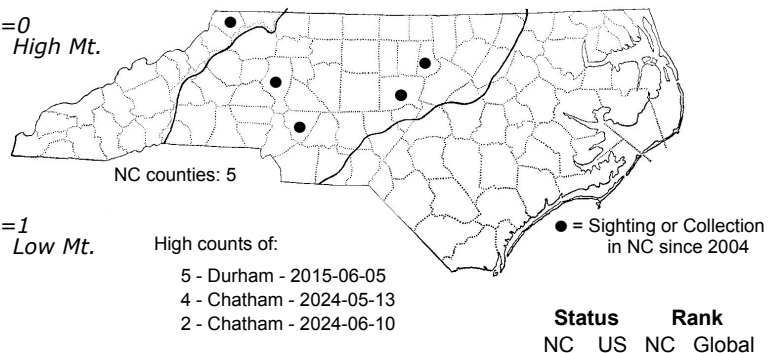 =0
High Mt.
NC counties: 5
=1
Low Mt.
High counts of:
5 - Durham - 2015-06-05
4 - Chatham - 2024-05-13
2 - Chatham - 2024-06-10
● = Sighting or Collection
in NC since 2004
Status Rank
NC US NC Global